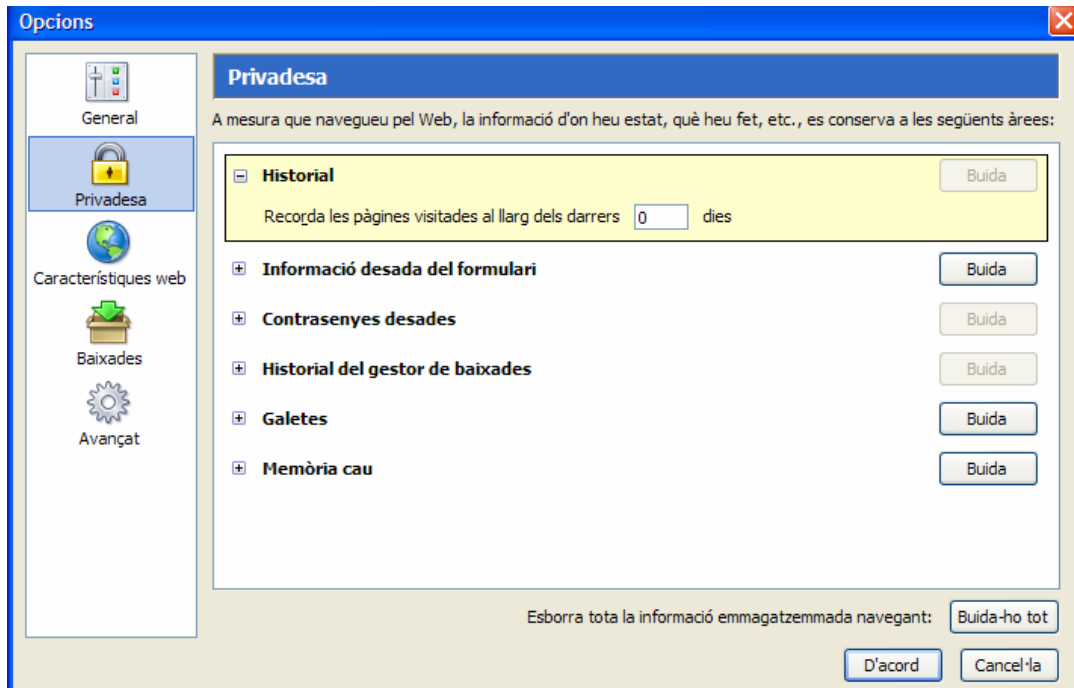 Opcions
General
Privadesa
Característiques web
Baixades
Avançat
Privadesa
A mesura que navegueu pel Web, la informació d'on heu estat, què heu fet, etc., es conserva a les següents àrees:
Historial Buida
Recorda les pàgines visitades al llarg dels darrers 0 dies
Informació desada del formulari Buida
Contrasenyes desades Buida
Historial del gestor de baixades Buida
Galetes Buida
Memòria cau Buida
Esborra tota la informació emmagatzemmada navegant: Buida-ho tot
D'acord Cancel·la